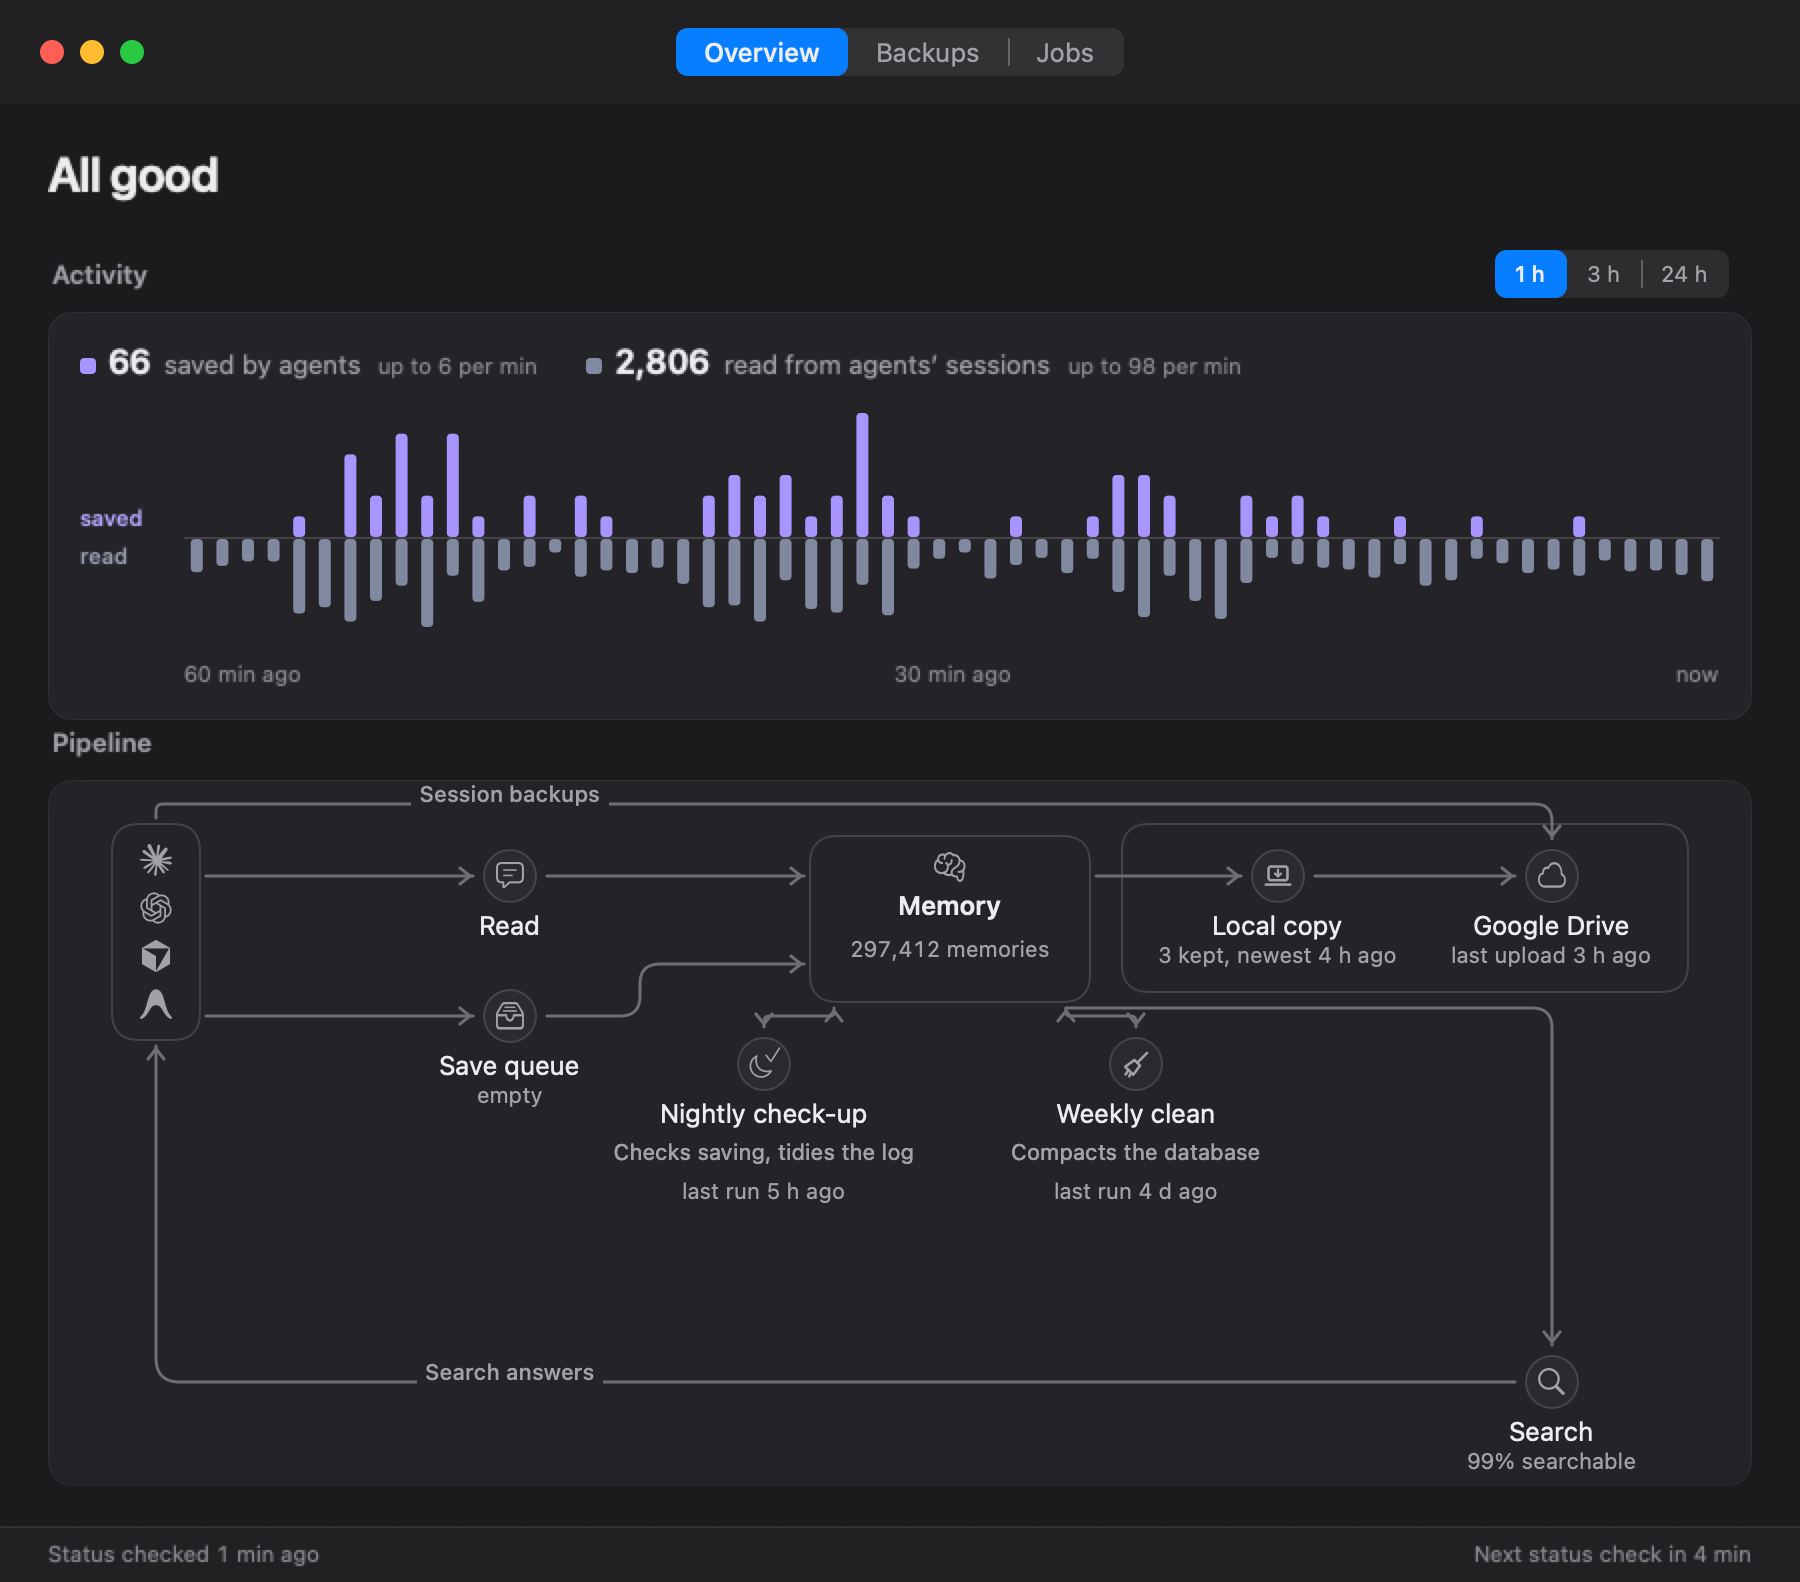 Overview Backups Jobs
All good
Activity
1 h 3 h 24 h
66 saved by agents up to 6 per min 2,806 read from agents’ sessions up to 98 per min
saved
read
60 min ago 30 min ago now
Pipeline
Session backups
Read
Memory
297,412 memories
Local copy
3 kept, newest 4 h ago
Google Drive
last upload 3 h ago
Save queue
empty
Nightly check-up
Checks saving, tidies the log
last run 5 h ago
Weekly clean
Compacts the database
last run 4 d ago
Search answers
Search
99% searchable
Status checked 1 min ago Next status check in 4 min